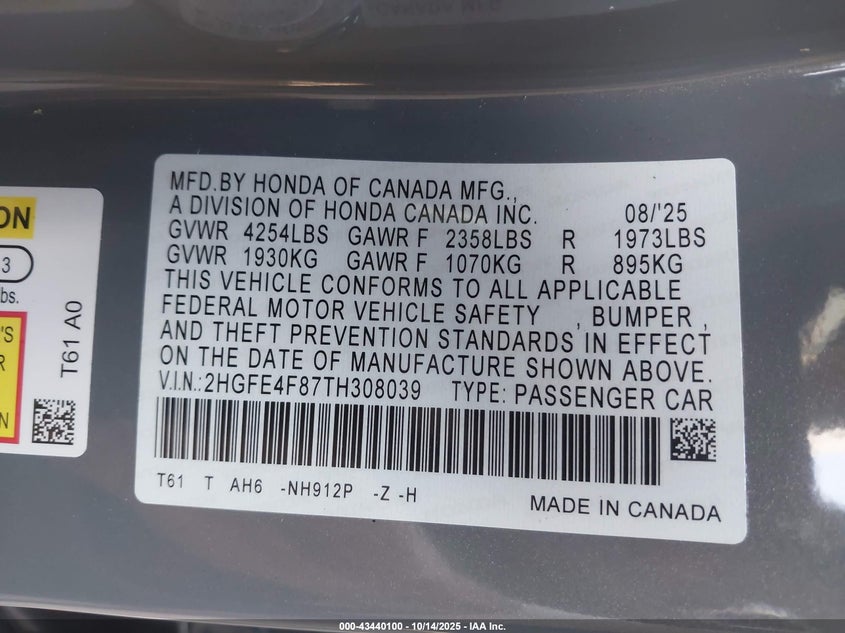 ON
3
bs.
'S
R
N
T61 A0
MFD.BY HONDA OF CANADA MFG.,
A DIVISION OF HONDA CANADA INC. 08/'25
GVWR 4254LBS GAWR F 2358LBS R 1973LBS
GVWR 1930KG GAWR F 1070KG R 895KG
THIS VEHICLE CONFORMS TO ALL APPLICABLE
FEDERAL MOTOR VEHICLE SAFETY , BUMPER ,
AND THEFT PREVENTION STANDARDS IN EFFECT
ON THE DATE OF MANUFACTURE SHOWN ABOVE.
V.I.N.:2HGFE4F87TH308039 TYPE: PASSENGER CAR
T61 T AH6 -NH912P -Z -H
MADE IN CANADA
000-43440100 - 10/14/2025 - IAA Inc.